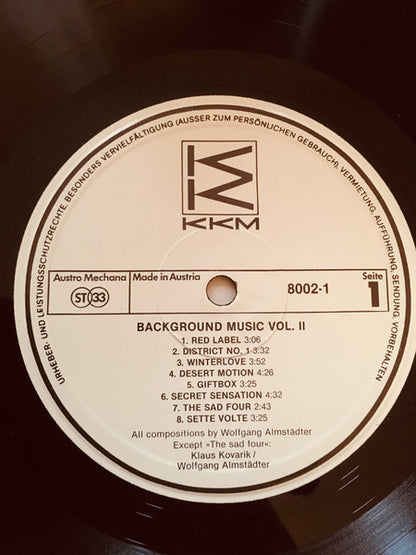 URHEBER- UND LEISTUNGSSCHUTZRECHTE, BESONDERS VERVIELFÄLTIGUNG (AUSSER ZUM PERSÖNLICHEN GEBRAUCH), VERMIETUNG, AUFFÜHRUNG, SENDUNG, VORBEHALTEN
KKM
Austro Mechana
Made in Austria
ST 33
8002-1
Seite
1
BACKGROUND MUSIC VOL. II
1. RED LABEL 3:06
2. DISTRICT NO. 1 3:32
3. WINTERLOVE 3:52
4. DESERT MOTION 4:26
5. GIFTBOX 3:25
6. SECRET SENSATION 4:32
7. THE SAD FOUR 2:43
8. SETTE VOLTE 3:25
All compositions by Wolfgang Almstädter
Except »The sad four«:
Klaus Kovarik /
Wolfgang Almstädter